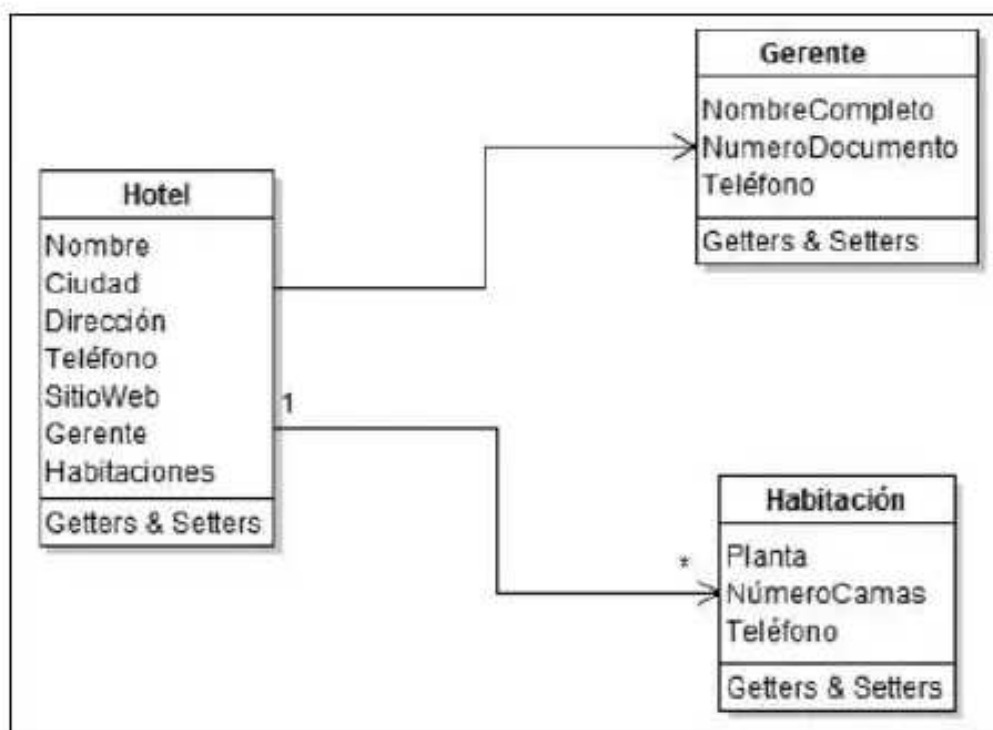 Gerente
NombreCompleto
NumeroDocumento
Teléfono
Getters & Setters
Hotel
Nombre
Ciudad
Dirección
Teléfono
SitioWeb
Gerente
Habitaciones
Getters & Setters
1
*
Habitación
Planta
NúmeroCamas
Teléfono
Getters & Setters